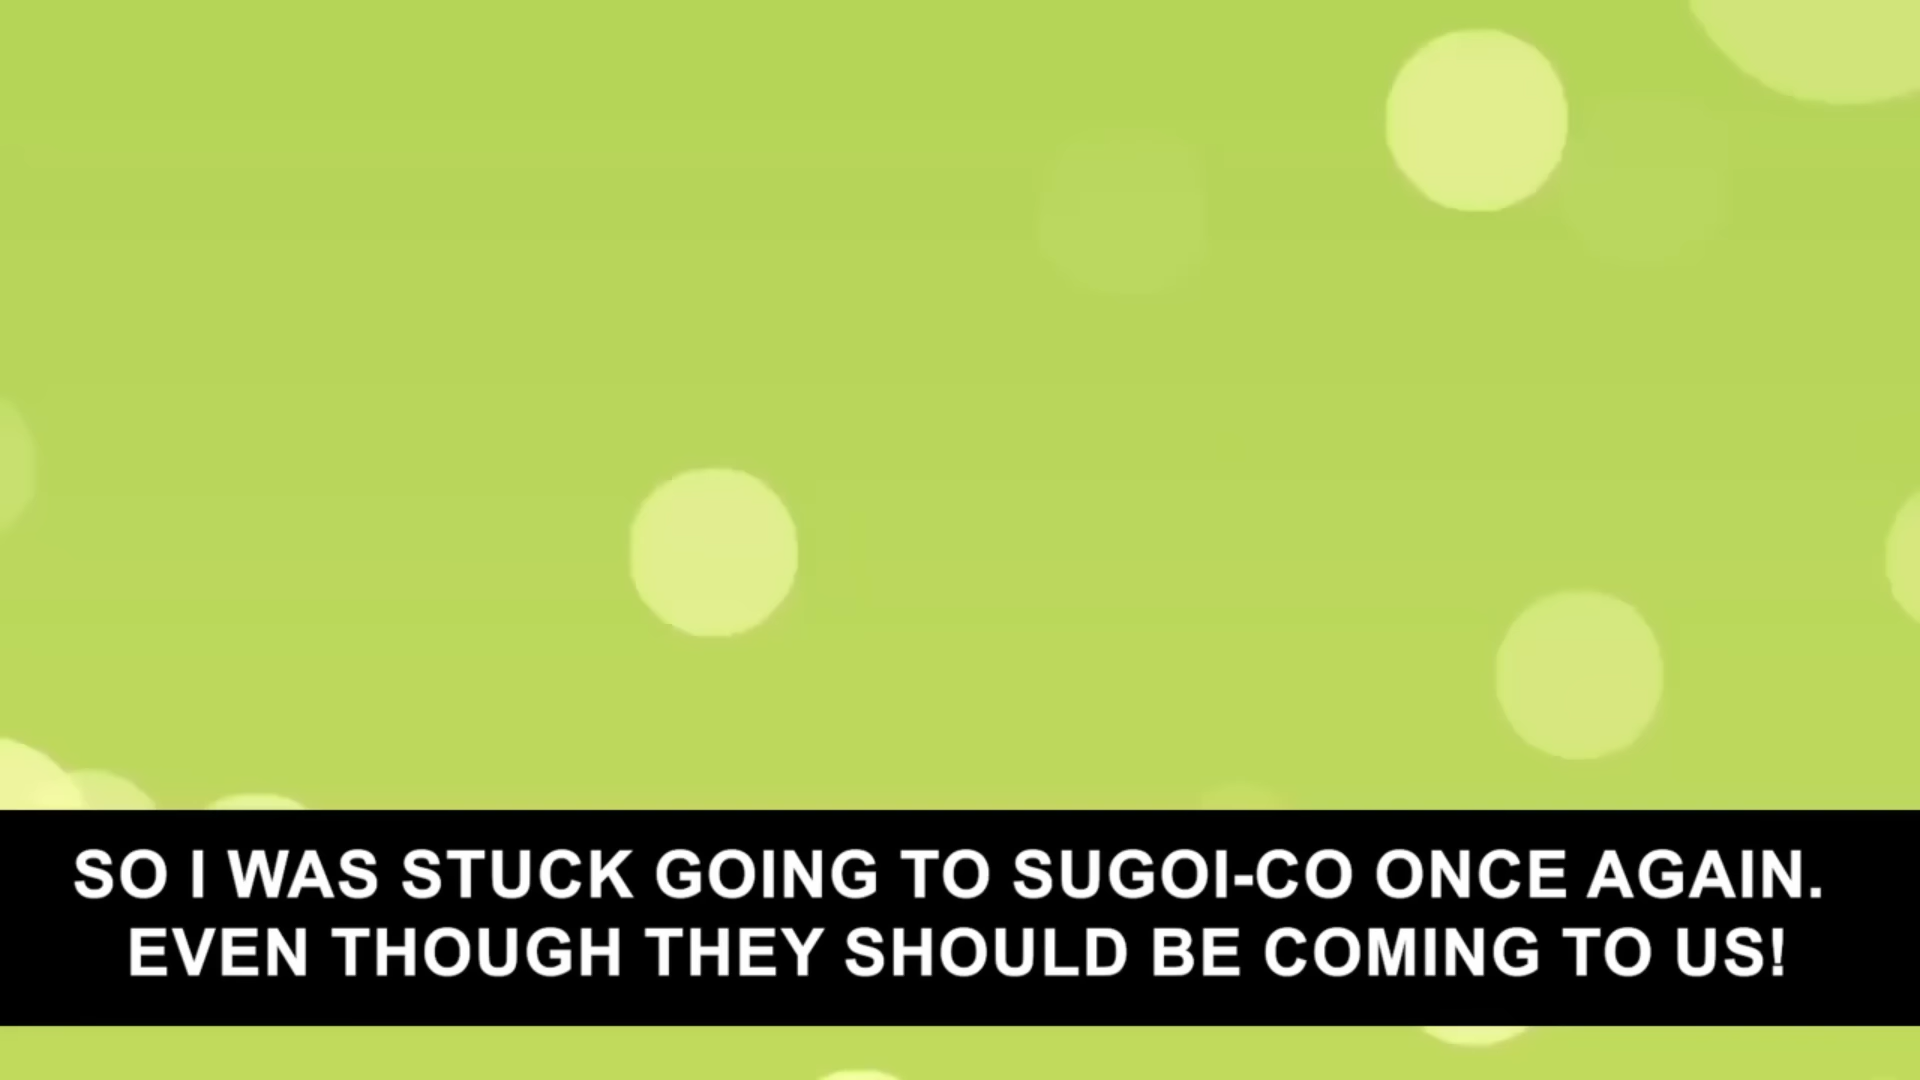 SO I WAS STUCK GOING TO SUGOI-CO ONCE AGAIN.
EVEN THOUGH THEY SHOULD BE COMING TO US!